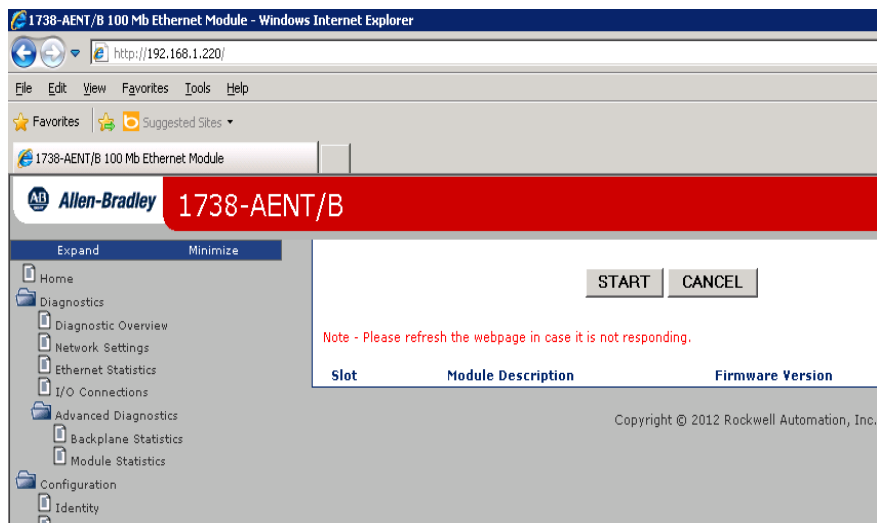 1738-AENT/B 100 Mb Ethernet Module - Windows Internet Explorer
http://192.168.1.220/
File Edit View Favorites Tools Help
Favorites Suggested Sites
1738-AENT/B 100 Mb Ethernet Module
AB Allen-Bradley 1738-AENT/B
Expand Minimize
Home
Diagnostics
Diagnostic Overview
Network Settings
Ethernet Statistics
I/O Connections
Advanced Diagnostics
Backplane Statistics
Module Statistics
Configuration
Identity
START CANCEL
Note - Please refresh the webpage in case it is not responding.
Slot Module Description Firmware Version
Copyright © 2012 Rockwell Automation, Inc.